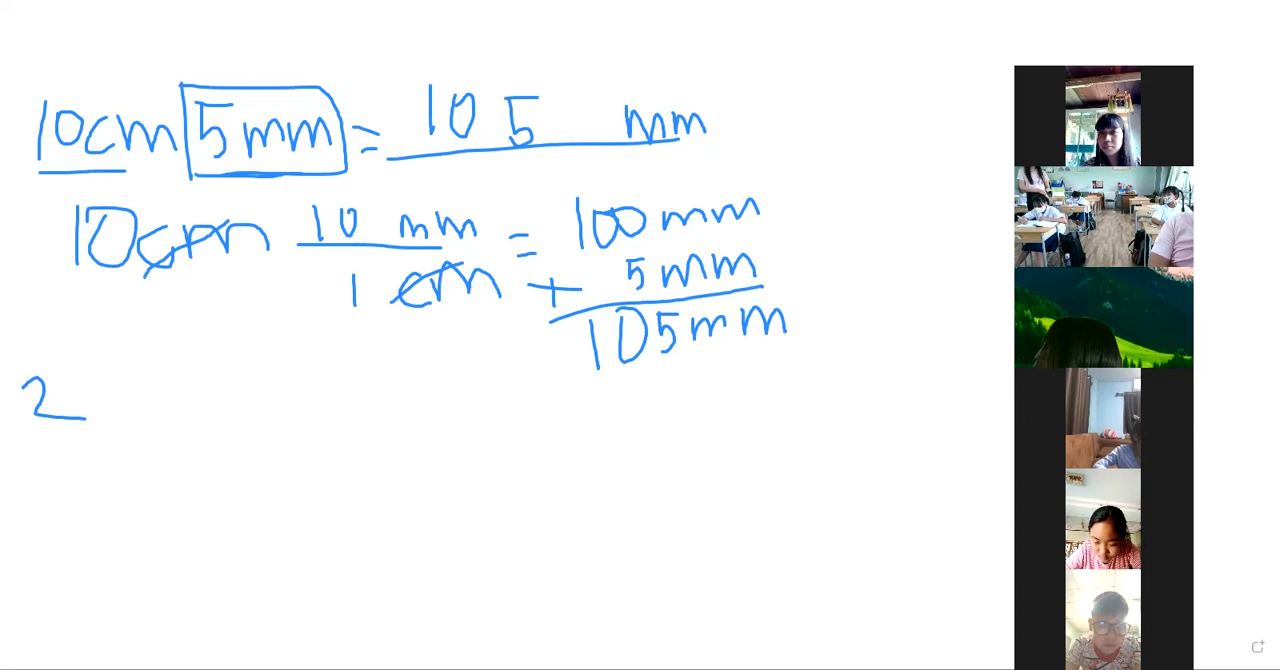 10cm 5mm = 105 mm
10cm 10 mm = 100mm
1 cm + 5mm
105mm
2